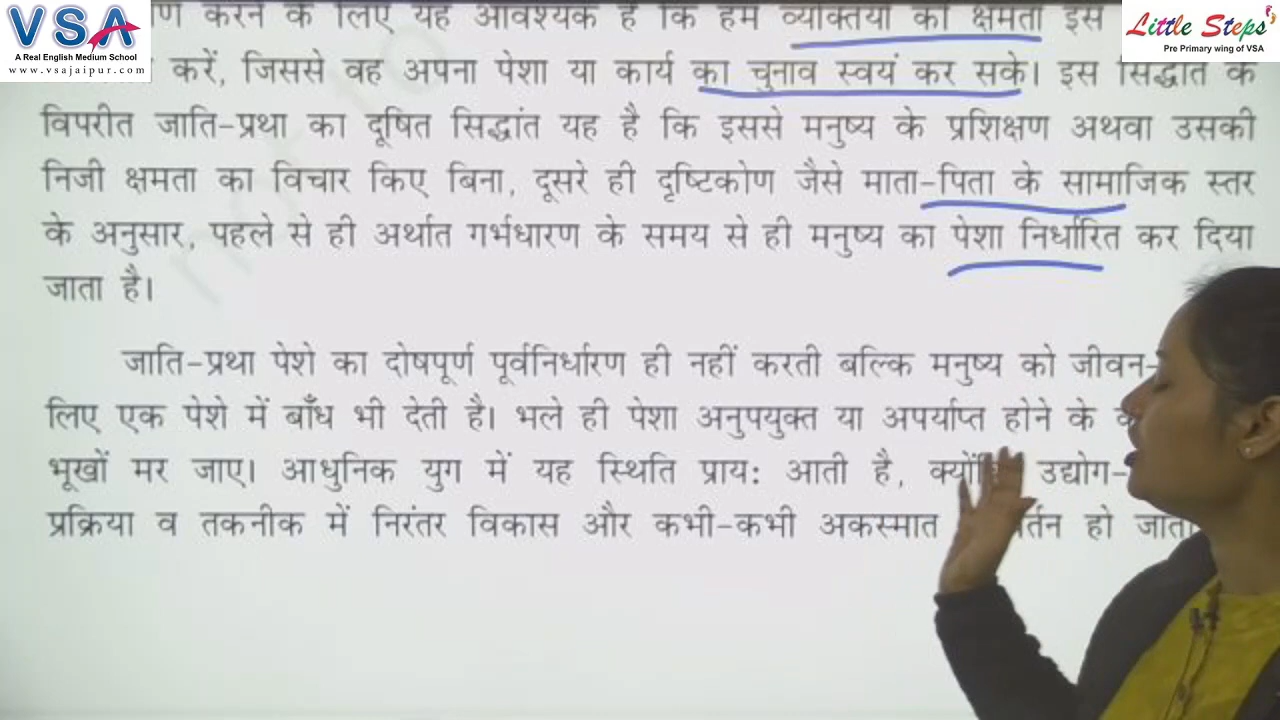 VSA
A Real English Medium School
www.vsajaipur.com
Little Steps
Pre Primary wing of VSA
करने के लिए यह आवश्यक है कि हम व्यक्तियों की क्षमता इस
करें, जिससे वह अपना पेशा या कार्य का चुनाव स्वयं कर सके। इस सिद्धांत के
विपरीत जाति-प्रथा का दूषित सिद्धांत यह है कि इससे मनुष्य के प्रशिक्षण अथवा उसकी
निजी क्षमता का विचार किए बिना, दूसरे ही दृष्टिकोण जैसे माता-पिता के सामाजिक स्तर
के अनुसार, पहले से ही अर्थात गर्भधारण के समय से ही मनुष्य का पेशा निर्धारित कर दिया
जाता है।
जाति-प्रथा पेशे का दोषपूर्ण पूर्वनिर्धारण ही नहीं करती बल्कि मनुष्य को जीवन-
लिए एक पेशे में बाँध भी देती है। भले ही पेशा अनुपयुक्त या अपर्याप्त होने के
भूखों मर जाए। आधुनिक युग में यह स्थिति प्रायः आती है, उद्योग-
प्रक्रिया व तकनीक में निरंतर विकास और कभी-कभी अकस्मात हो जाता